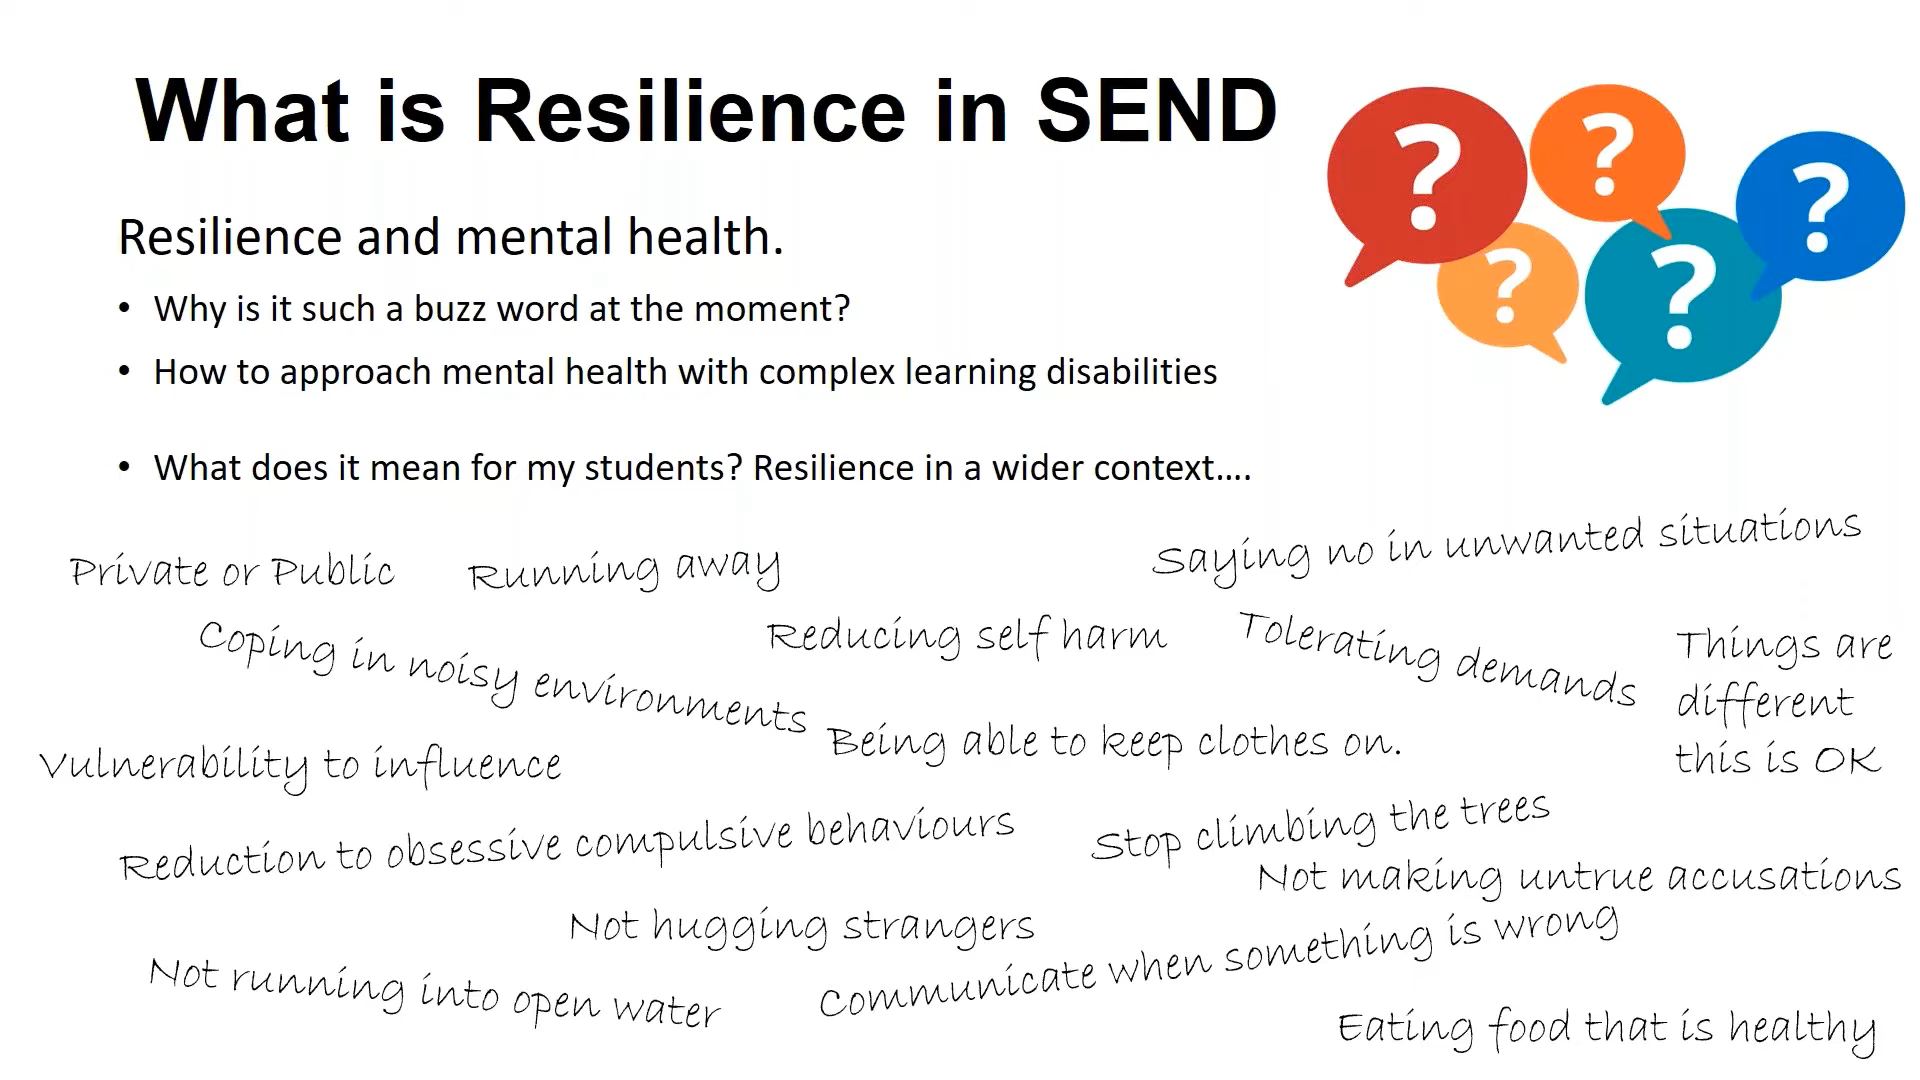 What is Resilience in SEND
? ? ? ? ?
Resilience and mental health.
• Why is it such a buzz word at the moment?
• How to approach mental health with complex learning disabilities
• What does it mean for my students? Resilience in a wider context....
Private or Public
Running away
Saying no in unwanted situations
Coping in noisy environments
Reducing self harm
Tolerating demands
Things are
different
this is OK
Being able to keep clothes on.
Vulnerability to influence
Reduction to obsessive compulsive behaviours
Stop climbing the trees
Not making untrue accusations
Not hugging strangers
Communicate when something is wrong
Not running into open water
Eating food that is healthy